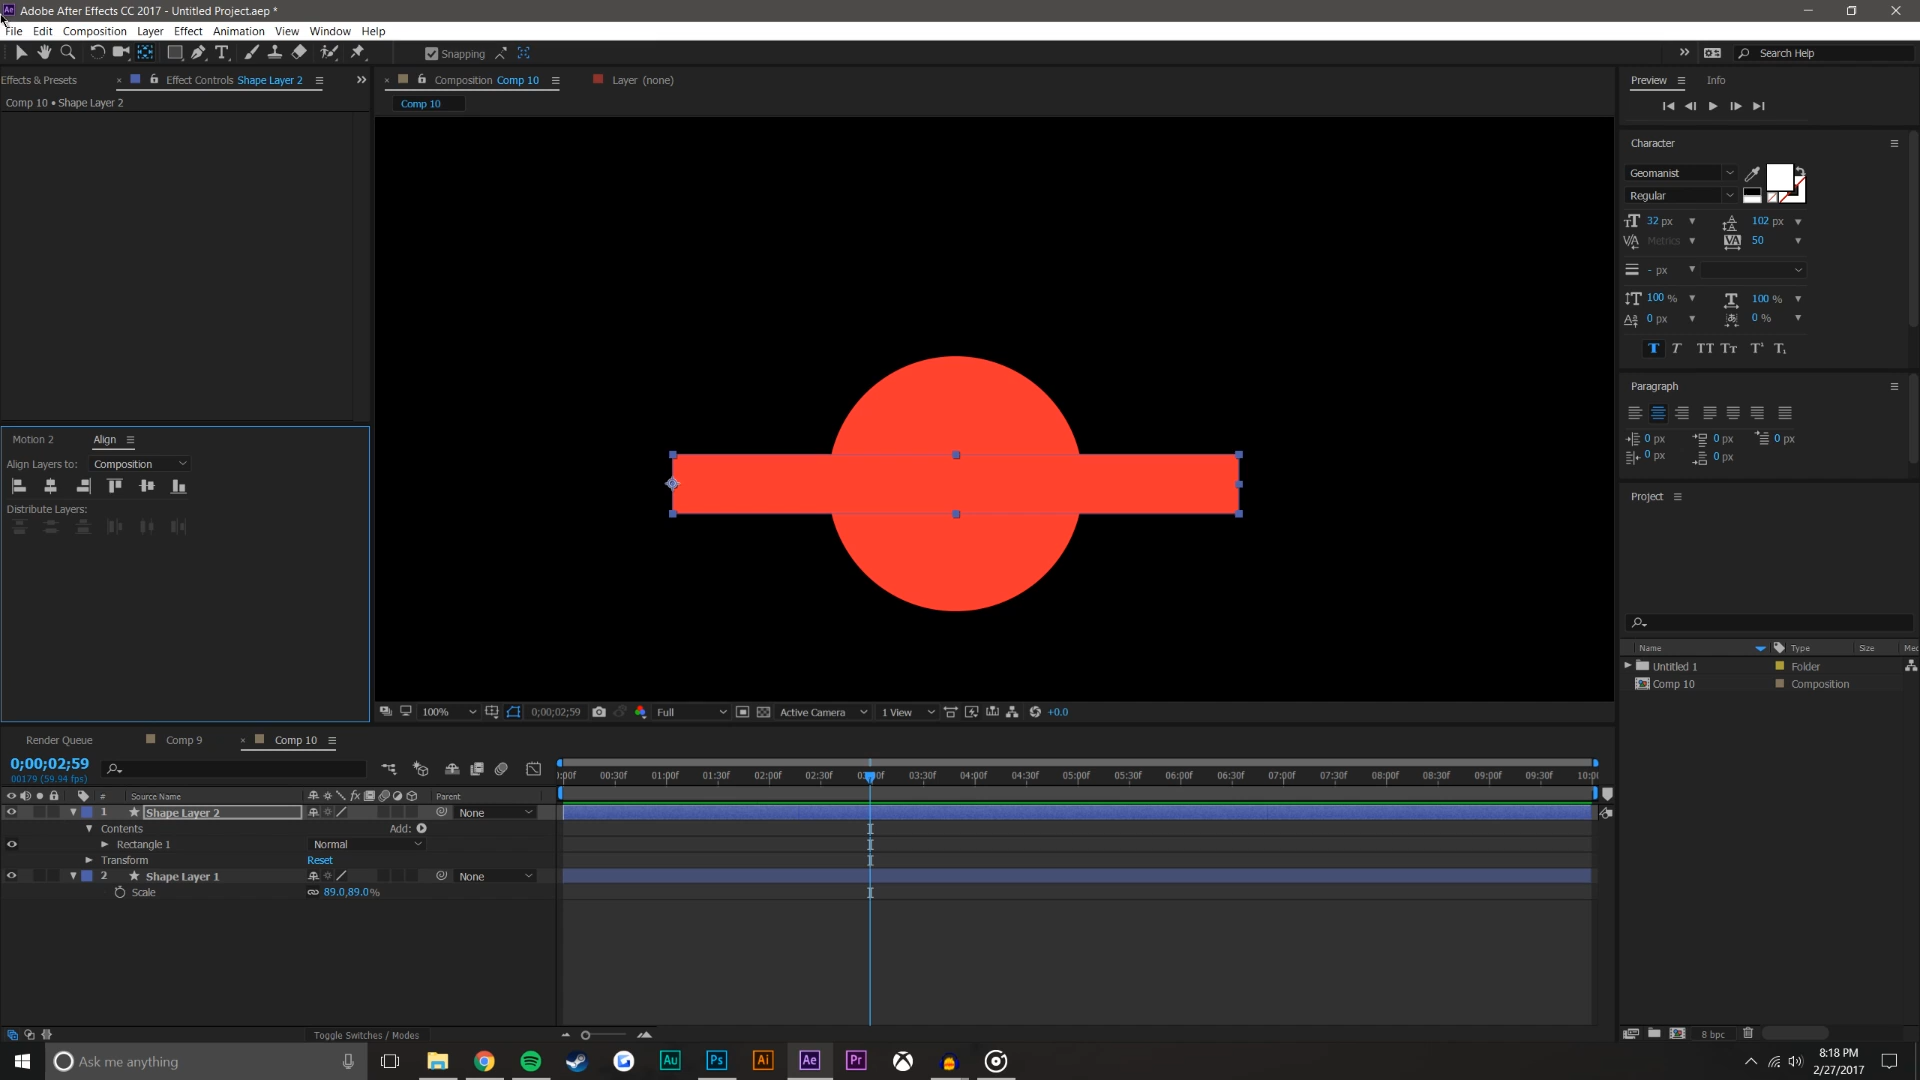 Adobe After Effects CC 2017 - Untitled Project.aep *
File Edit Composition Layer Effect Animation View Window Help
Snapping
Search Help
Effects & Presets
Effect Controls Shape Layer 2
Composition Comp 10
Layer (none)
Preview
Info
Comp 10 • Shape Layer 2
Comp 10
Character
Geomanist
Regular
32 px
102 px
Metrics
50
- px
100 %
100 %
0 px
0 %
T T TT Tr T¹ T₁
Paragraph
0 px 0 px 0 px
0 px 0 px
Motion 2
Align
Align Layers to: Composition
Distribute Layers:
Project
Name Type Size
Untitled 1 Folder
Comp 10 Composition
100%
0;00;02;59
Full
Active Camera
1 View
+0.0
Render Queue
Comp 9
Comp 10
0;00;02;59
00179 (59.94 fps)
:00f 00:30f 01:00f 01:30f 02:00f 02:30f 03:00f 03:30f 04:00f 04:30f 05:00f 05:30f 06:00f 06:30f 07:00f 07:30f 08:00f 08:30f 09:00f 09:30f 10:0
# Source Name
Parent
1 Shape Layer 2
None
Contents
Add:
Rectangle 1
Normal
Transform
Reset
2 Shape Layer 1
None
Scale
89.0,89.0%
Toggle Switches / Modes
8 bpc
Ask me anything
Au
Ps
Ai
Ae
Pr
8:18 PM
2/27/2017